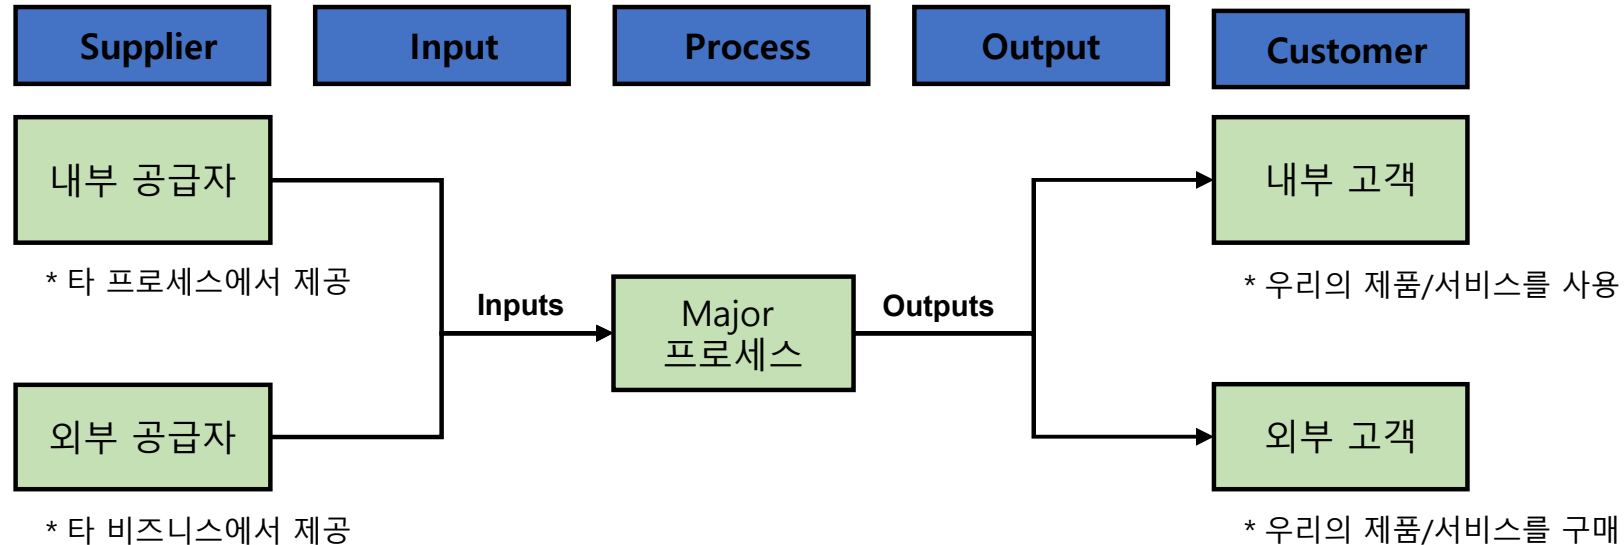 Supplier
Input
Process
Output
Customer
내부 공급자
내부 고객
* 타 프로세스에서 제공
* 우리의 제품/서비스를 사용
Inputs
Major
프로세스
Outputs
외부 공급자
외부 고객
* 타 비즈니스에서 제공
* 우리의 제품/서비스를 구매